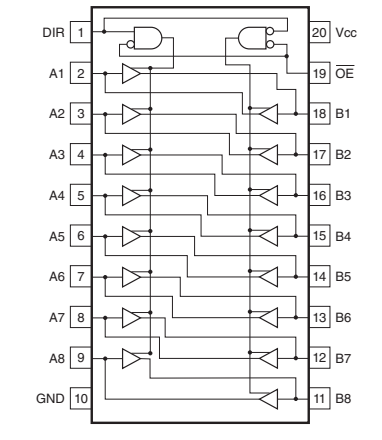 DIR 1 20 Vcc
A1 2 19 OE
A2 3 18 B1
A3 4 17 B2
A4 5 16 B3
A5 6 15 B4
A6 7 14 B5
A7 8 13 B6
A8 9 12 B7
GND 10 11 B8